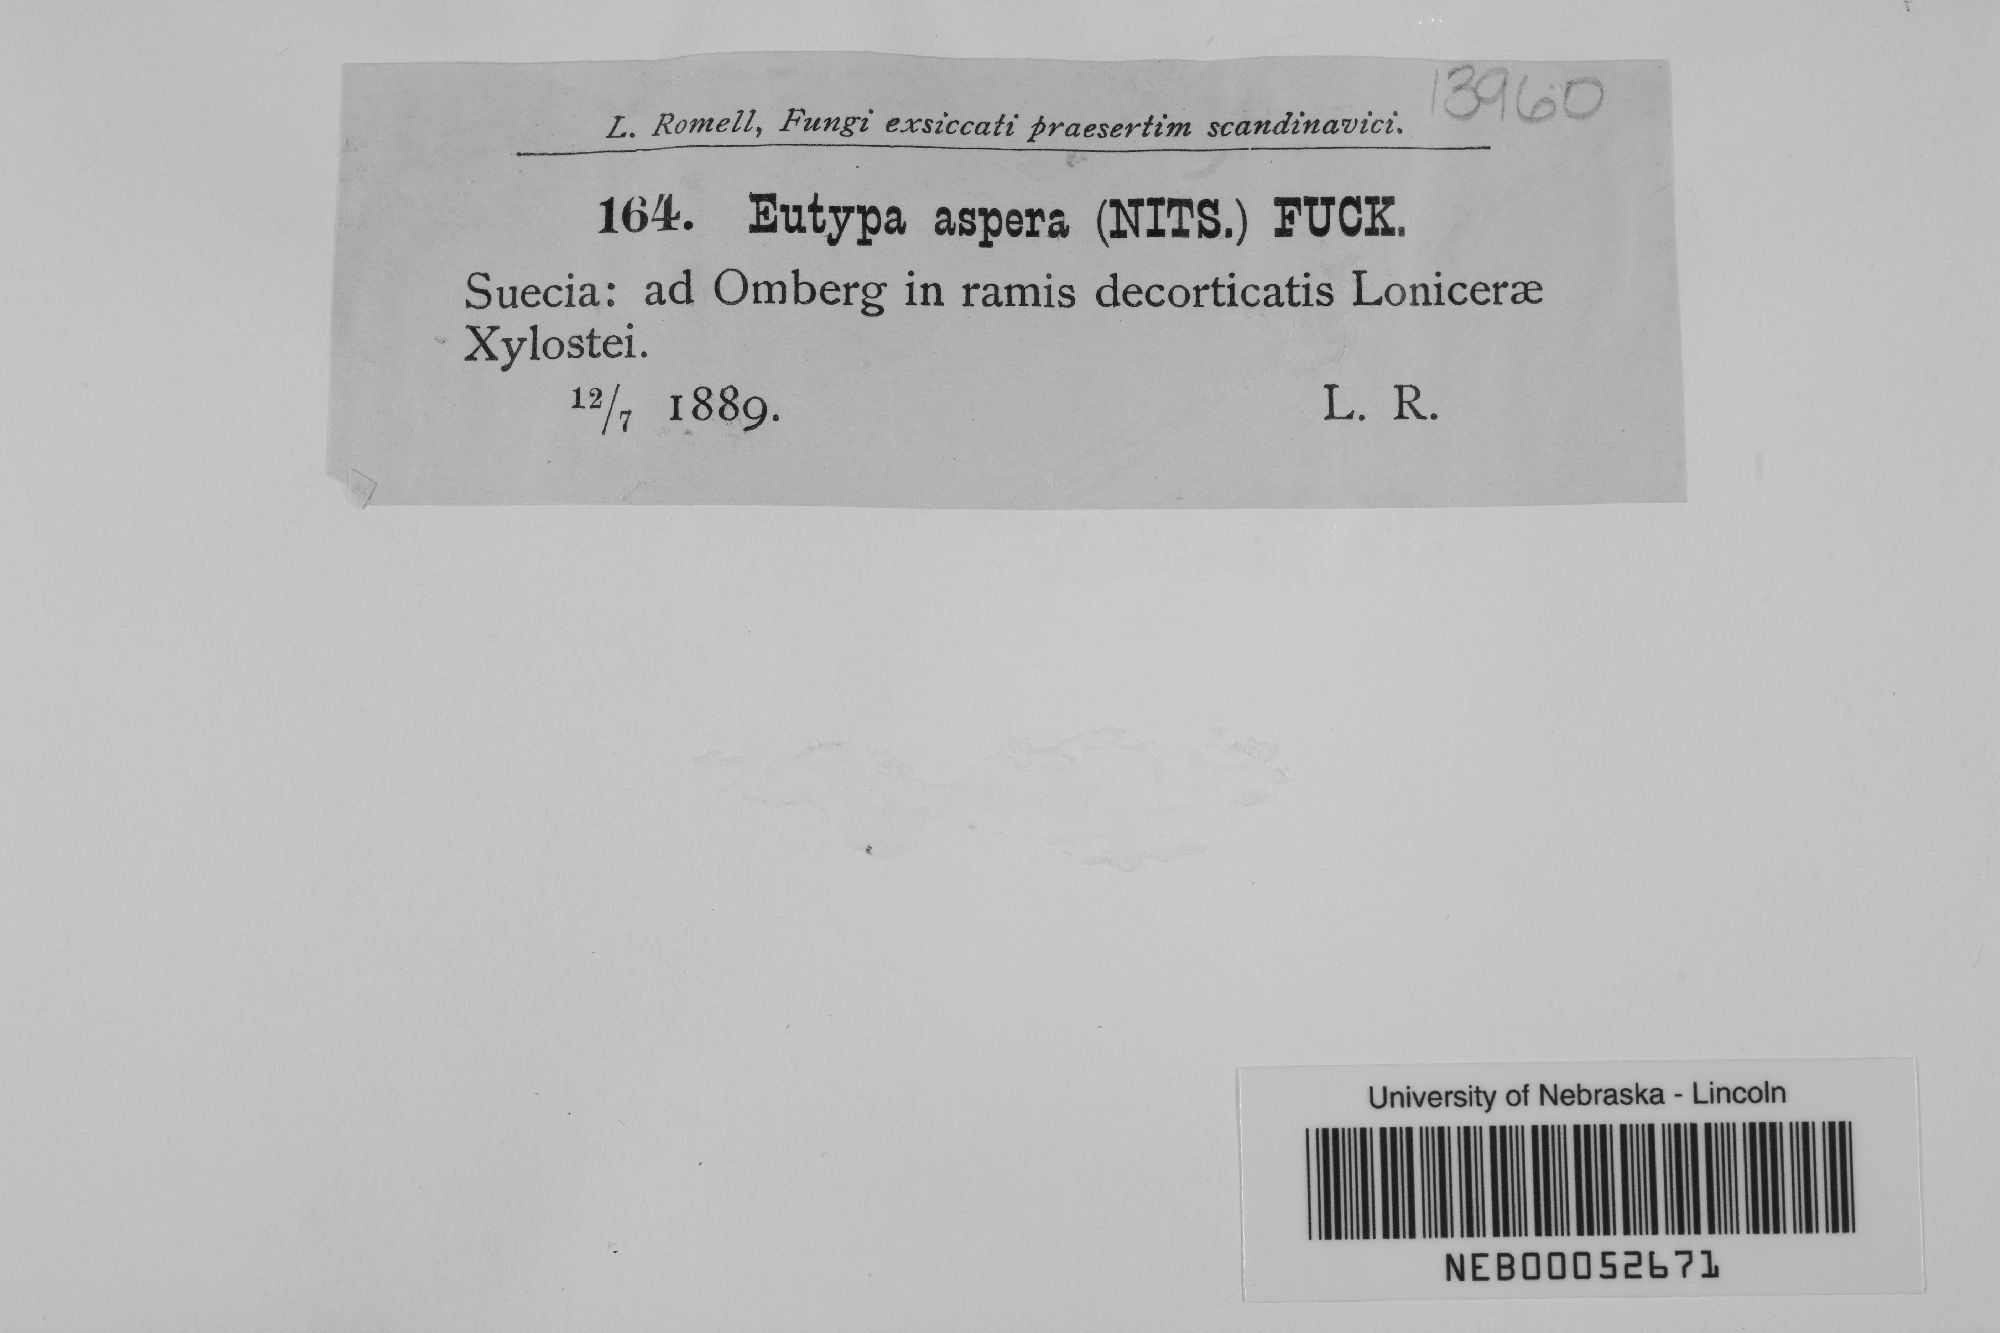 13960
L. Romell, Fungi exsiccati praesertim scandinavici.
164. Eutypa aspera (NITS.) FUCK.
Suecia: ad Omberg in ramis decorticatis Loniceræ
Xylostei.
12/7 1889. L. R.
University of Nebraska - Lincoln
NEB00052671